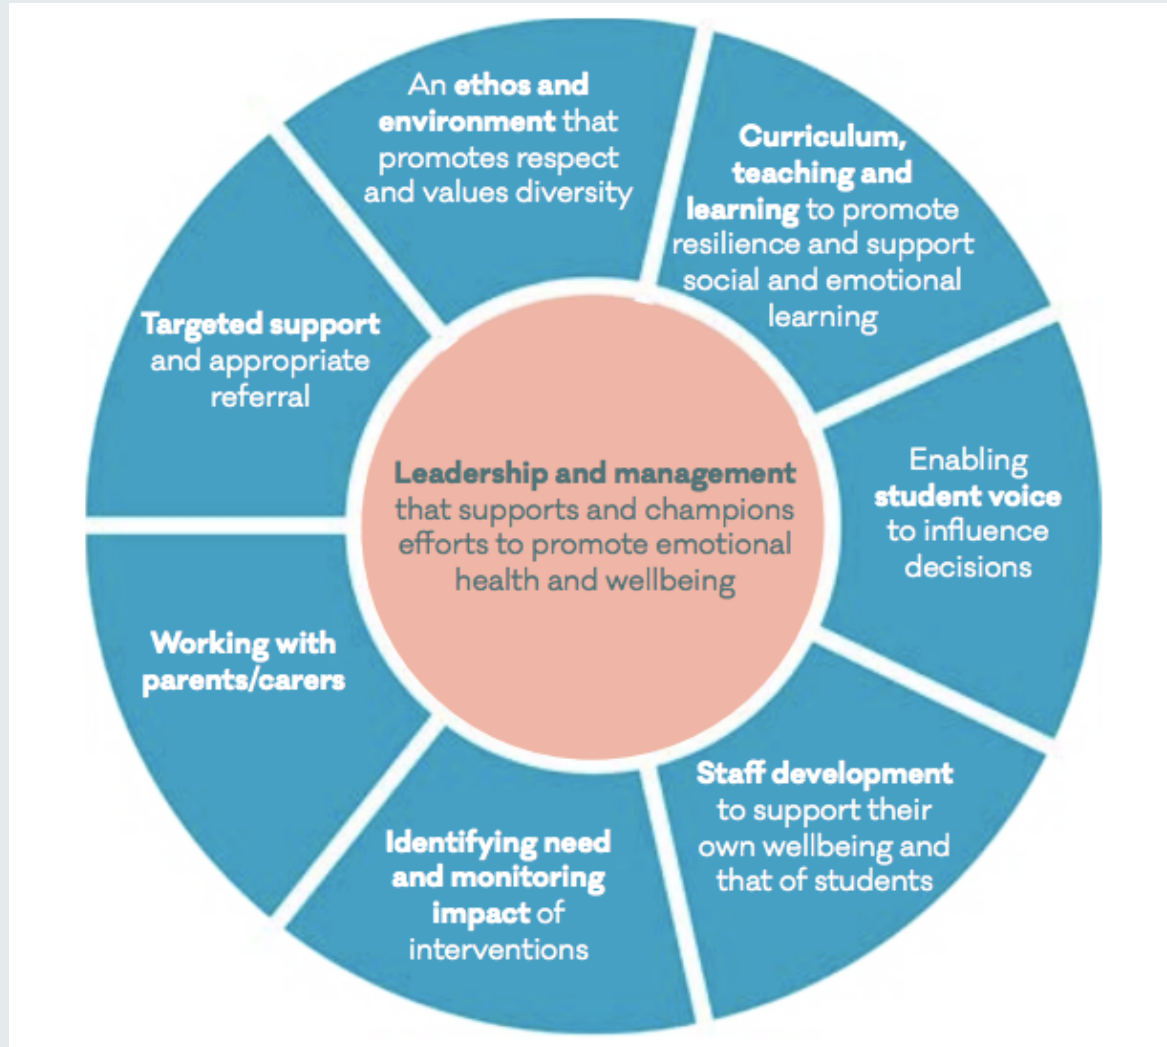 An ethos and
environment that
promotes respect
and values diversity
Curriculum,
teaching and
learning to promote
resilience and support
social and emotional
learning
Enabling
student voice
to influence
decisions
Staff development
to support their
own wellbeing and
that of students
Identifying need
and monitoring
impact of
interventions
Working with
parents/carers
Targeted support
and appropriate
referral
Leadership and management
that supports and champions
efforts to promote emotional
health and wellbeing